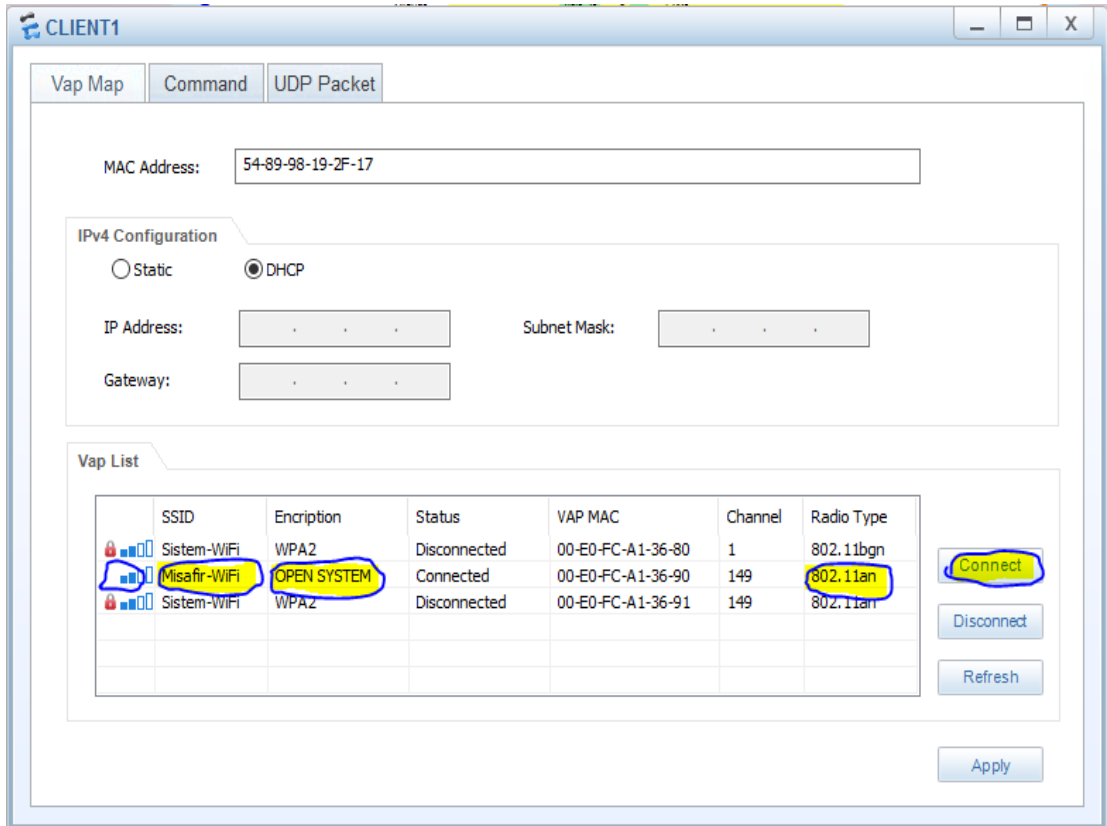 CLIENT1
X
Vap Map Command UDP Packet
MAC Address: 54-89-98-19-2F-17
IPv4 Configuration
Static DHCP
IP Address: . . . Subnet Mask: . . .
Gateway: . . .
Vap List
SSID Encription Status VAP MAC Channel Radio Type
Sistem-WiFi WPA2 Disconnected 00-E0-FC-A1-36-80 1 802.11bgn
Misafir-WiFi OPEN SYSTEM Connected 00-E0-FC-A1-36-90 149 802.11an
Sistem-WiFi WPA2 Disconnected 00-E0-FC-A1-36-91 149 802.11an
Connect
Disconnect
Refresh
Apply